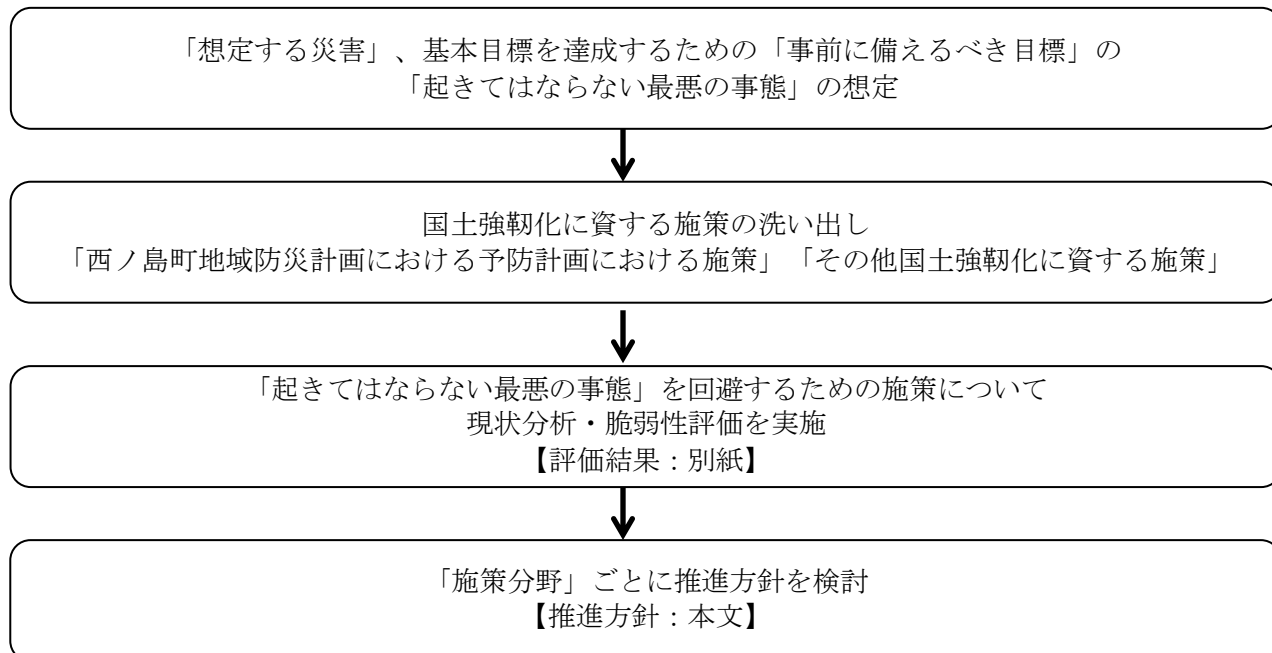 「想定する災害」、基本目標を達成するための「事前に備えるべき目標」の
「起きてはならない最悪の事態」の想定
国土強靭化に資する施策の洗い出し
「西ノ島町地域防災計画における予防計画における施策」「その他国土強靭化に資する施策」
「起きてはならない最悪の事態」を回避するための施策について
現状分析・脆弱性評価を実施
【評価結果：別紙】
「施策分野」ごとに推進方針を検討
【推進方針：本文】